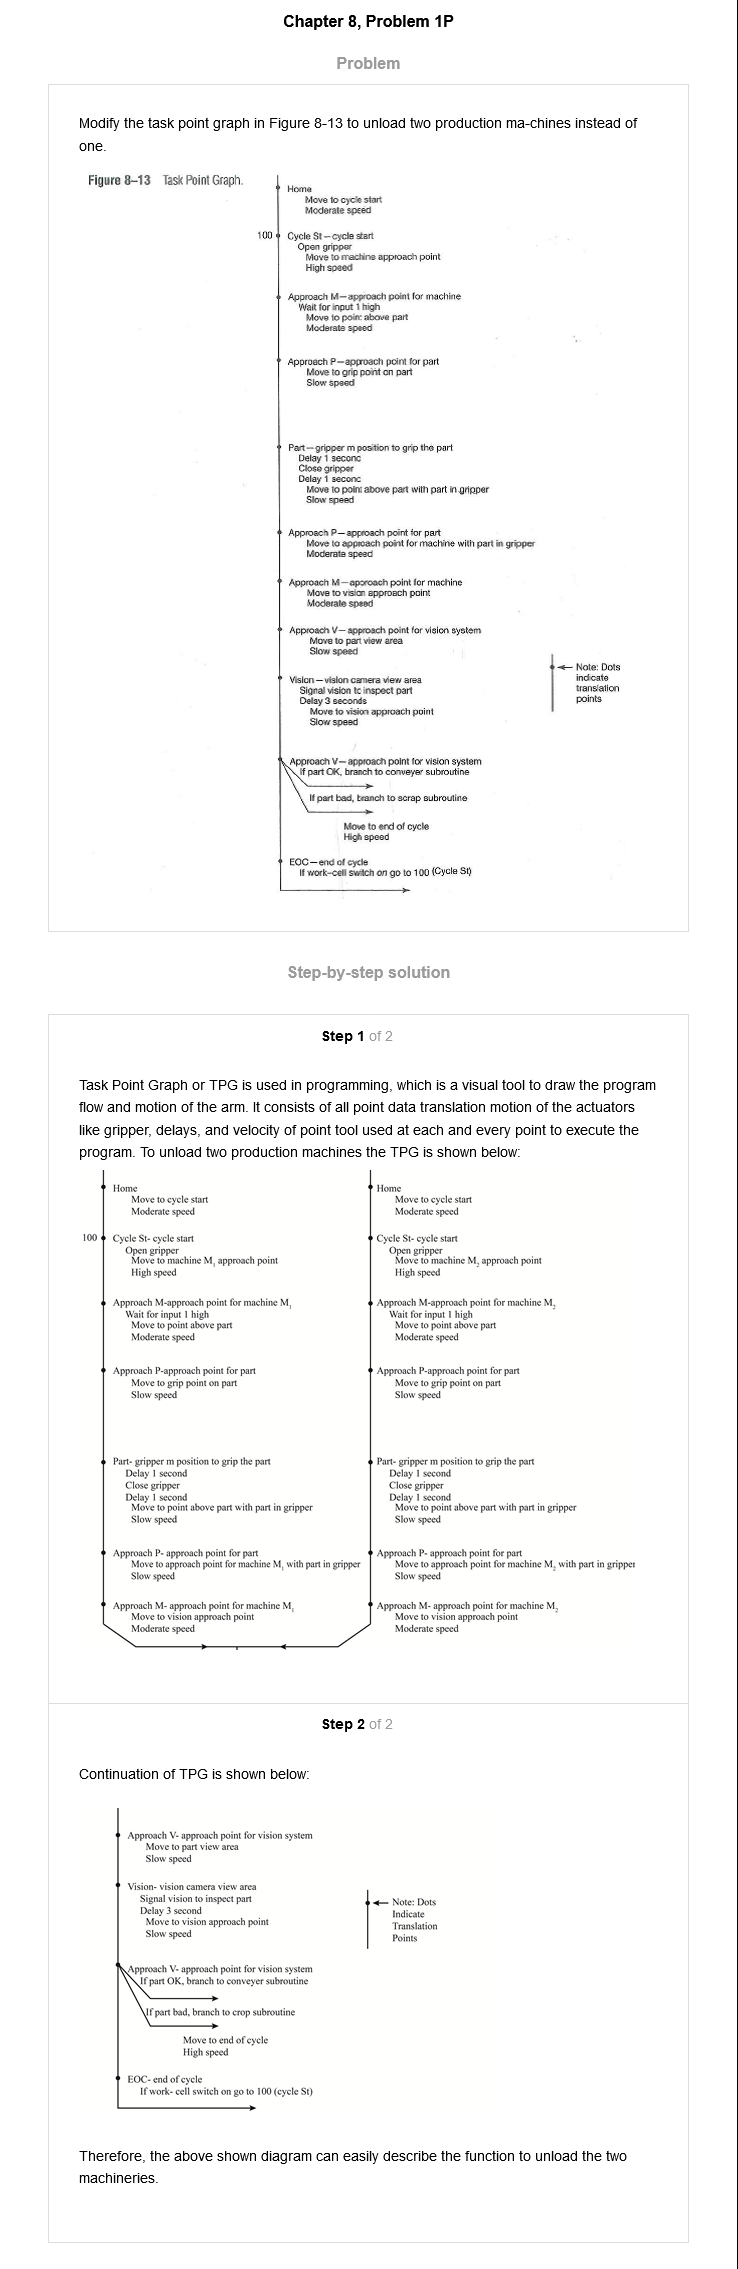 Chapter 8, Problem 1P
Problem
Modify the task point graph in Figure 8-13 to unload two production ma-chines instead of
one.
Figure 8–13 Task Point Graph.
Home
Move to cycle start
Moderate speed
100
Cycle St—cycle start
Open gripper
Move to machine approach point
High speed
Approach M—approach point for machine
Wait for input 1 high
Move to point above part
Moderate speed
Approach P—approach point for part
Move to grip point on part
Slow speed
Part—gripper m position to grip the part
Delay 1 second
Close gripper
Delay 1 second
Move to point above part with part in gripper
Slow speed
Approach P—approach point for part
Move to approach point for machine with part in gripper
Moderate speed
Approach M—approach point for machine
Move to vision approach point
Moderate speed
Approach V—approach point for vision system
Move to part view area
Slow speed
Note: Dots
indicate
translation
points
Vision—vision camera view area
Signal vision to inspect part
Delay 3 seconds
Move to vision approach point
Slow speed
Approach V—approach point for vision system
If part OK, branch to conveyer subroutine
If part bad, branch to scrap subroutine
Move to end of cycle
High speed
EOC—end of cycle
If work-cell switch on go to 100 (Cycle St)
Step-by-step solution
Step 1 of 2
Task Point Graph or TPG is used in programming, which is a visual tool to draw the program
flow and motion of the arm. It consists of all point data translation motion of the actuators
like gripper, delays, and velocity of point tool used at each and every point to execute the
program. To unload two production machines the TPG is shown below:
Home
Move to cycle start
Moderate speed
100
Cycle St- cycle start
Open gripper
Move to machine M₁ approach point
High speed
Approach M-approach point for machine M₁
Wait for input 1 high
Move to point above part
Moderate speed
Approach P-approach point for part
Move to grip point on part
Slow speed
Part- gripper m position to grip the part
Delay 1 second
Close gripper
Delay 1 second
Move to point above part with part in gripper
Slow speed
Approach P- approach point for part
Move to approach point for machine M₁ with part in gripper
Slow speed
Approach M- approach point for machine M₁
Move to vision approach point
Moderate speed
Home
Move to cycle start
Moderate speed
Cycle St- cycle start
Open gripper
Move to machine M₂ approach point
High speed
Approach M-approach point for machine M₂
Wait for input 1 high
Move to point above part
Moderate speed
Approach P-approach point for part
Move to grip point on part
Slow speed
Part- gripper m position to grip the part
Delay 1 second
Close gripper
Delay 1 second
Move to point above part with part in gripper
Slow speed
Approach P- approach point for part
Move to approach point for machine M₂ with part in gripper
Slow speed
Approach M- approach point for machine M₂
Move to vision approach point
Moderate speed
Step 2 of 2
Continuation of TPG is shown below:
Approach V- approach point for vision system
Move to part view area
Slow speed
Vision- vision camera view area
Signal vision to inspect part
Delay 3 second
Move to vision approach point
Slow speed
Note: Dots
Indicate
Translation
Points
Approach V- approach point for vision system
If part OK, branch to conveyer subroutine
If part bad, branch to crop subroutine
Move to end of cycle
High speed
EOC- end of cycle
If work- cell switch on go to 100 (cycle St)
Therefore, the above shown diagram can easily describe the function to unload the two
machineries.